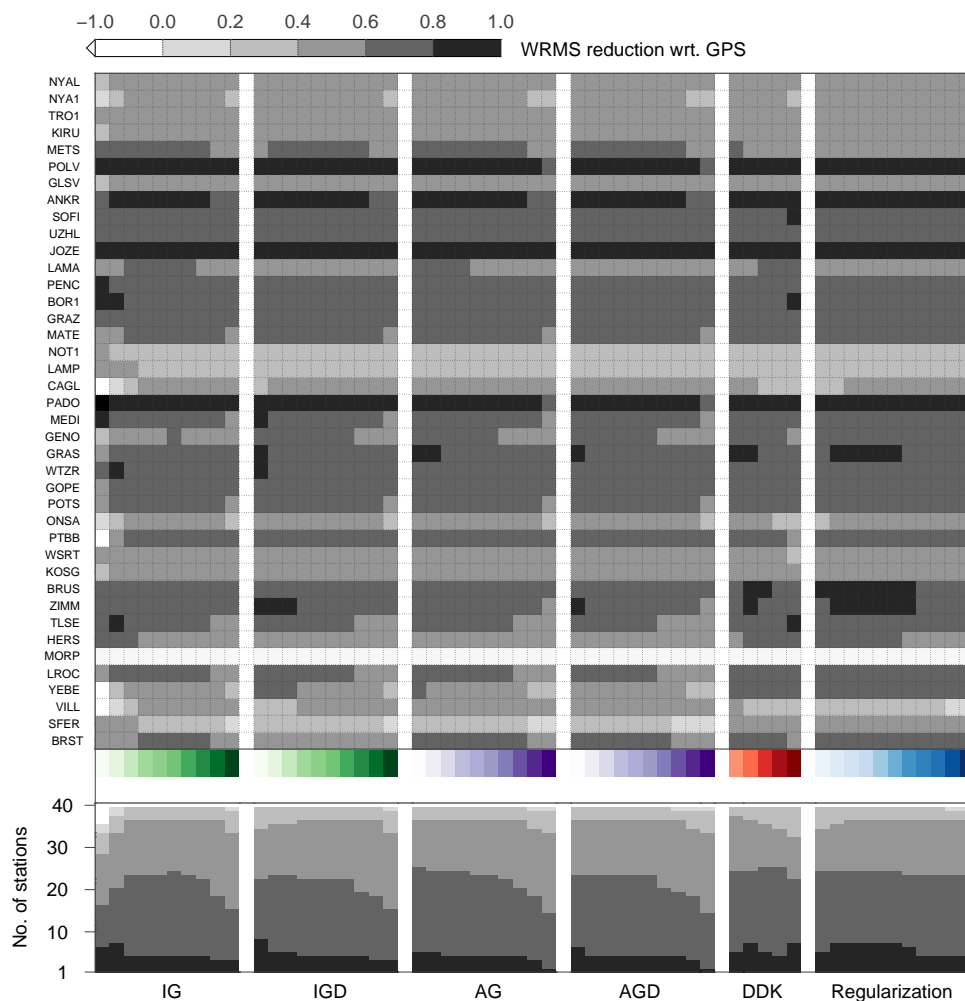 −1.0 0.0 0.2 0.4 0.6 0.8 1.0
WRMS reduction wrt. GPS
NYAL
NYA1
TRO1
KIRU
METS
POLV
GLSV
ANKR
SOFI
UZHL
JOZE
LAMA
PENC
BOR1
GRAZ
MATE
NOT1
LAMP
CAGL
PADO
MEDI
GENO
GRAS
WTZR
GOPE
POTS
ONSA
PTBB
WSRT
KOSG
BRUS
ZIMM
TLSE
HERS
MORP
LROC
YEBE
VILL
SFER
BRST
No. of stations
40
30
20
10
1
IG IGD AG AGD DDK Regularization